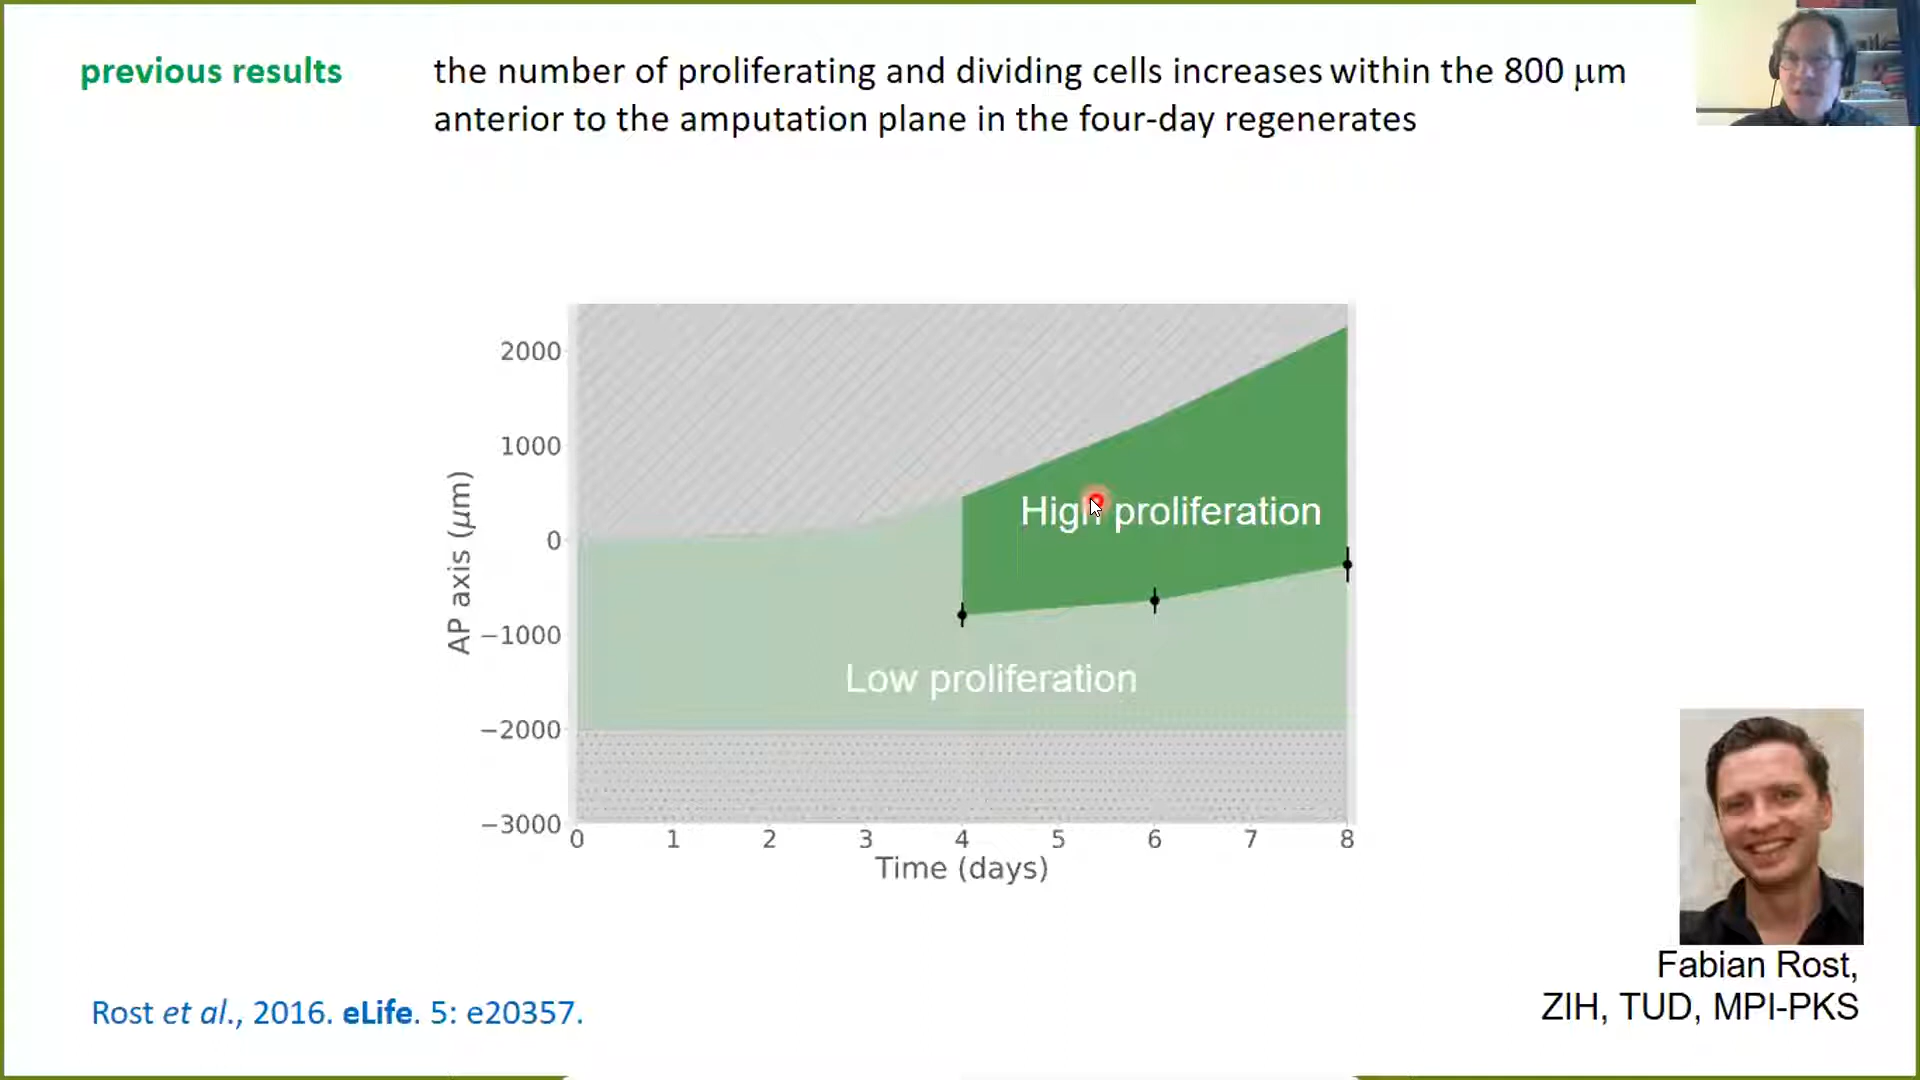 previous results
the number of proliferating and dividing cells increases within the 800 μm
anterior to the amputation plane in the four-day regenerates
2000
1000
0
−1000
−2000
−3000
AP axis (μm)
High proliferation
Low proliferation
0 1 2 3 4 5 6 7 8
Time (days)
Fabian Rost,
ZIH, TUD, MPI-PKS
Rost et al., 2016. eLife. 5: e20357.